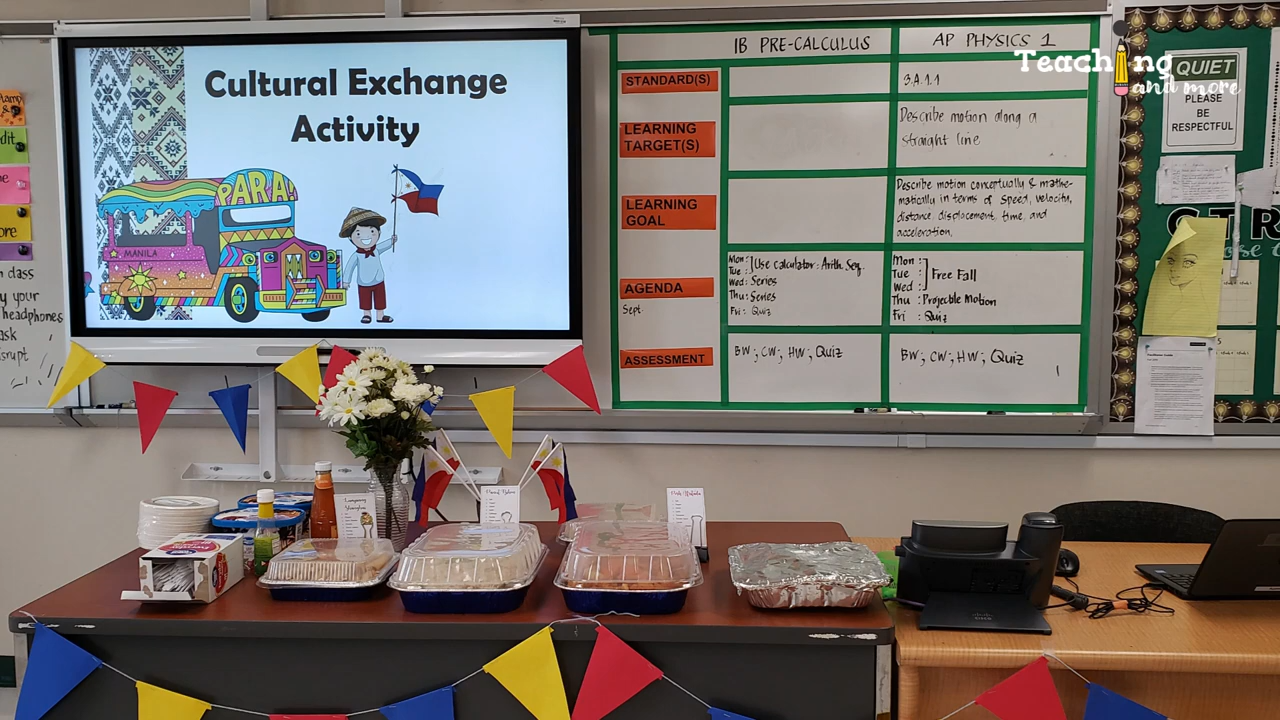 Cultural Exchange
Activity
PARA!
MANILA
IB PRE-CALCULUS
AP PHYSICS 1
STANDARD(S)
3.A.1.1
LEARNING
TARGET(S)
Describe motion along a
straight line
LEARNING
GOAL
Describe motion conceptually & mathe-
matically in terms of speed, velocity,
distance, displacement, time, and
acceleration.
AGENDA
Sept.
Mon: Use calculator: Arith Seq.
Tue:
Wed: Series
Thu: Series
Fri: Quiz
Mon:
Tue: Free Fall
Wed:
Thu: Projectile Motion
Fri: Quiz
ASSESSMENT
BW; CW; HW; Quiz
BW; CW; HW; Quiz
Teaching
and more
QUIET
PLEASE
BE
RESPECTFUL
dit
me
ore
class
y your
headphones
ask
srupt